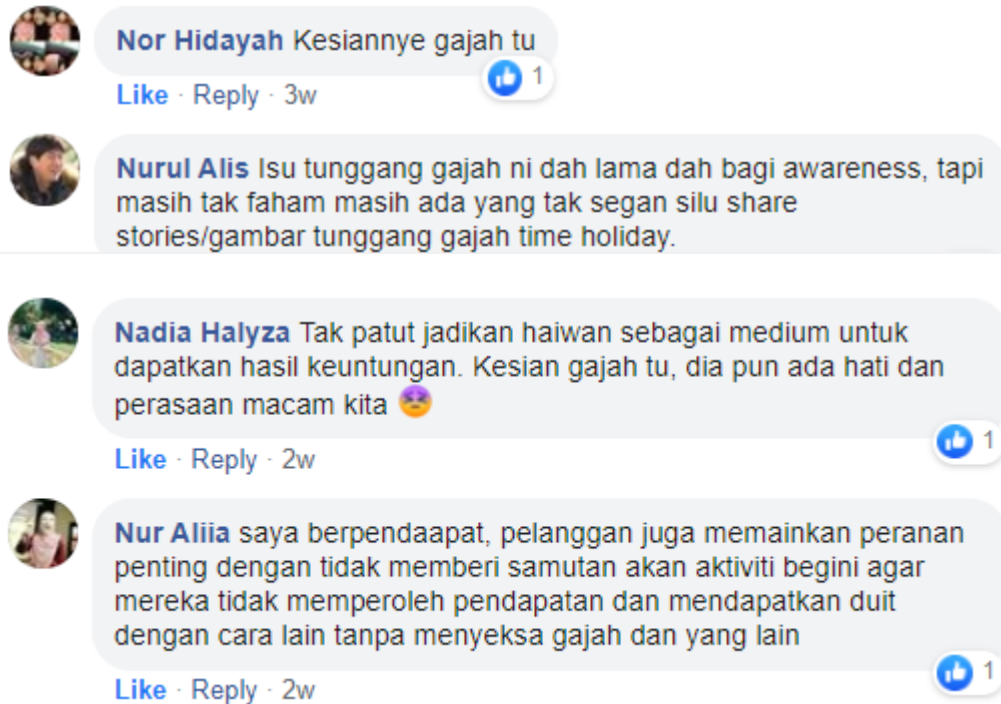 Nor Hidayah Kesiannye gajah tu
1
Like · Reply · 3w
Nurul Alis Isu tunggang gajah ni dah lama dah bagi awareness, tapi
masih tak faham masih ada yang tak segan silu share
stories/gambar tunggang gajah time holiday.
Nadia Halyza Tak patut jadikan haiwan sebagai medium untuk
dapatkan hasil keuntungan. Kesian gajah tu, dia pun ada hati dan
perasaan macam kita
1
Like · Reply · 2w
Nur Aliia saya berpendaapat, pelanggan juga memainkan peranan
penting dengan tidak memberi samutan akan aktiviti begini agar
mereka tidak memperoleh pendapatan dan mendapatkan duit
dengan cara lain tanpa menyeksa gajah dan yang lain
1
Like · Reply · 2w